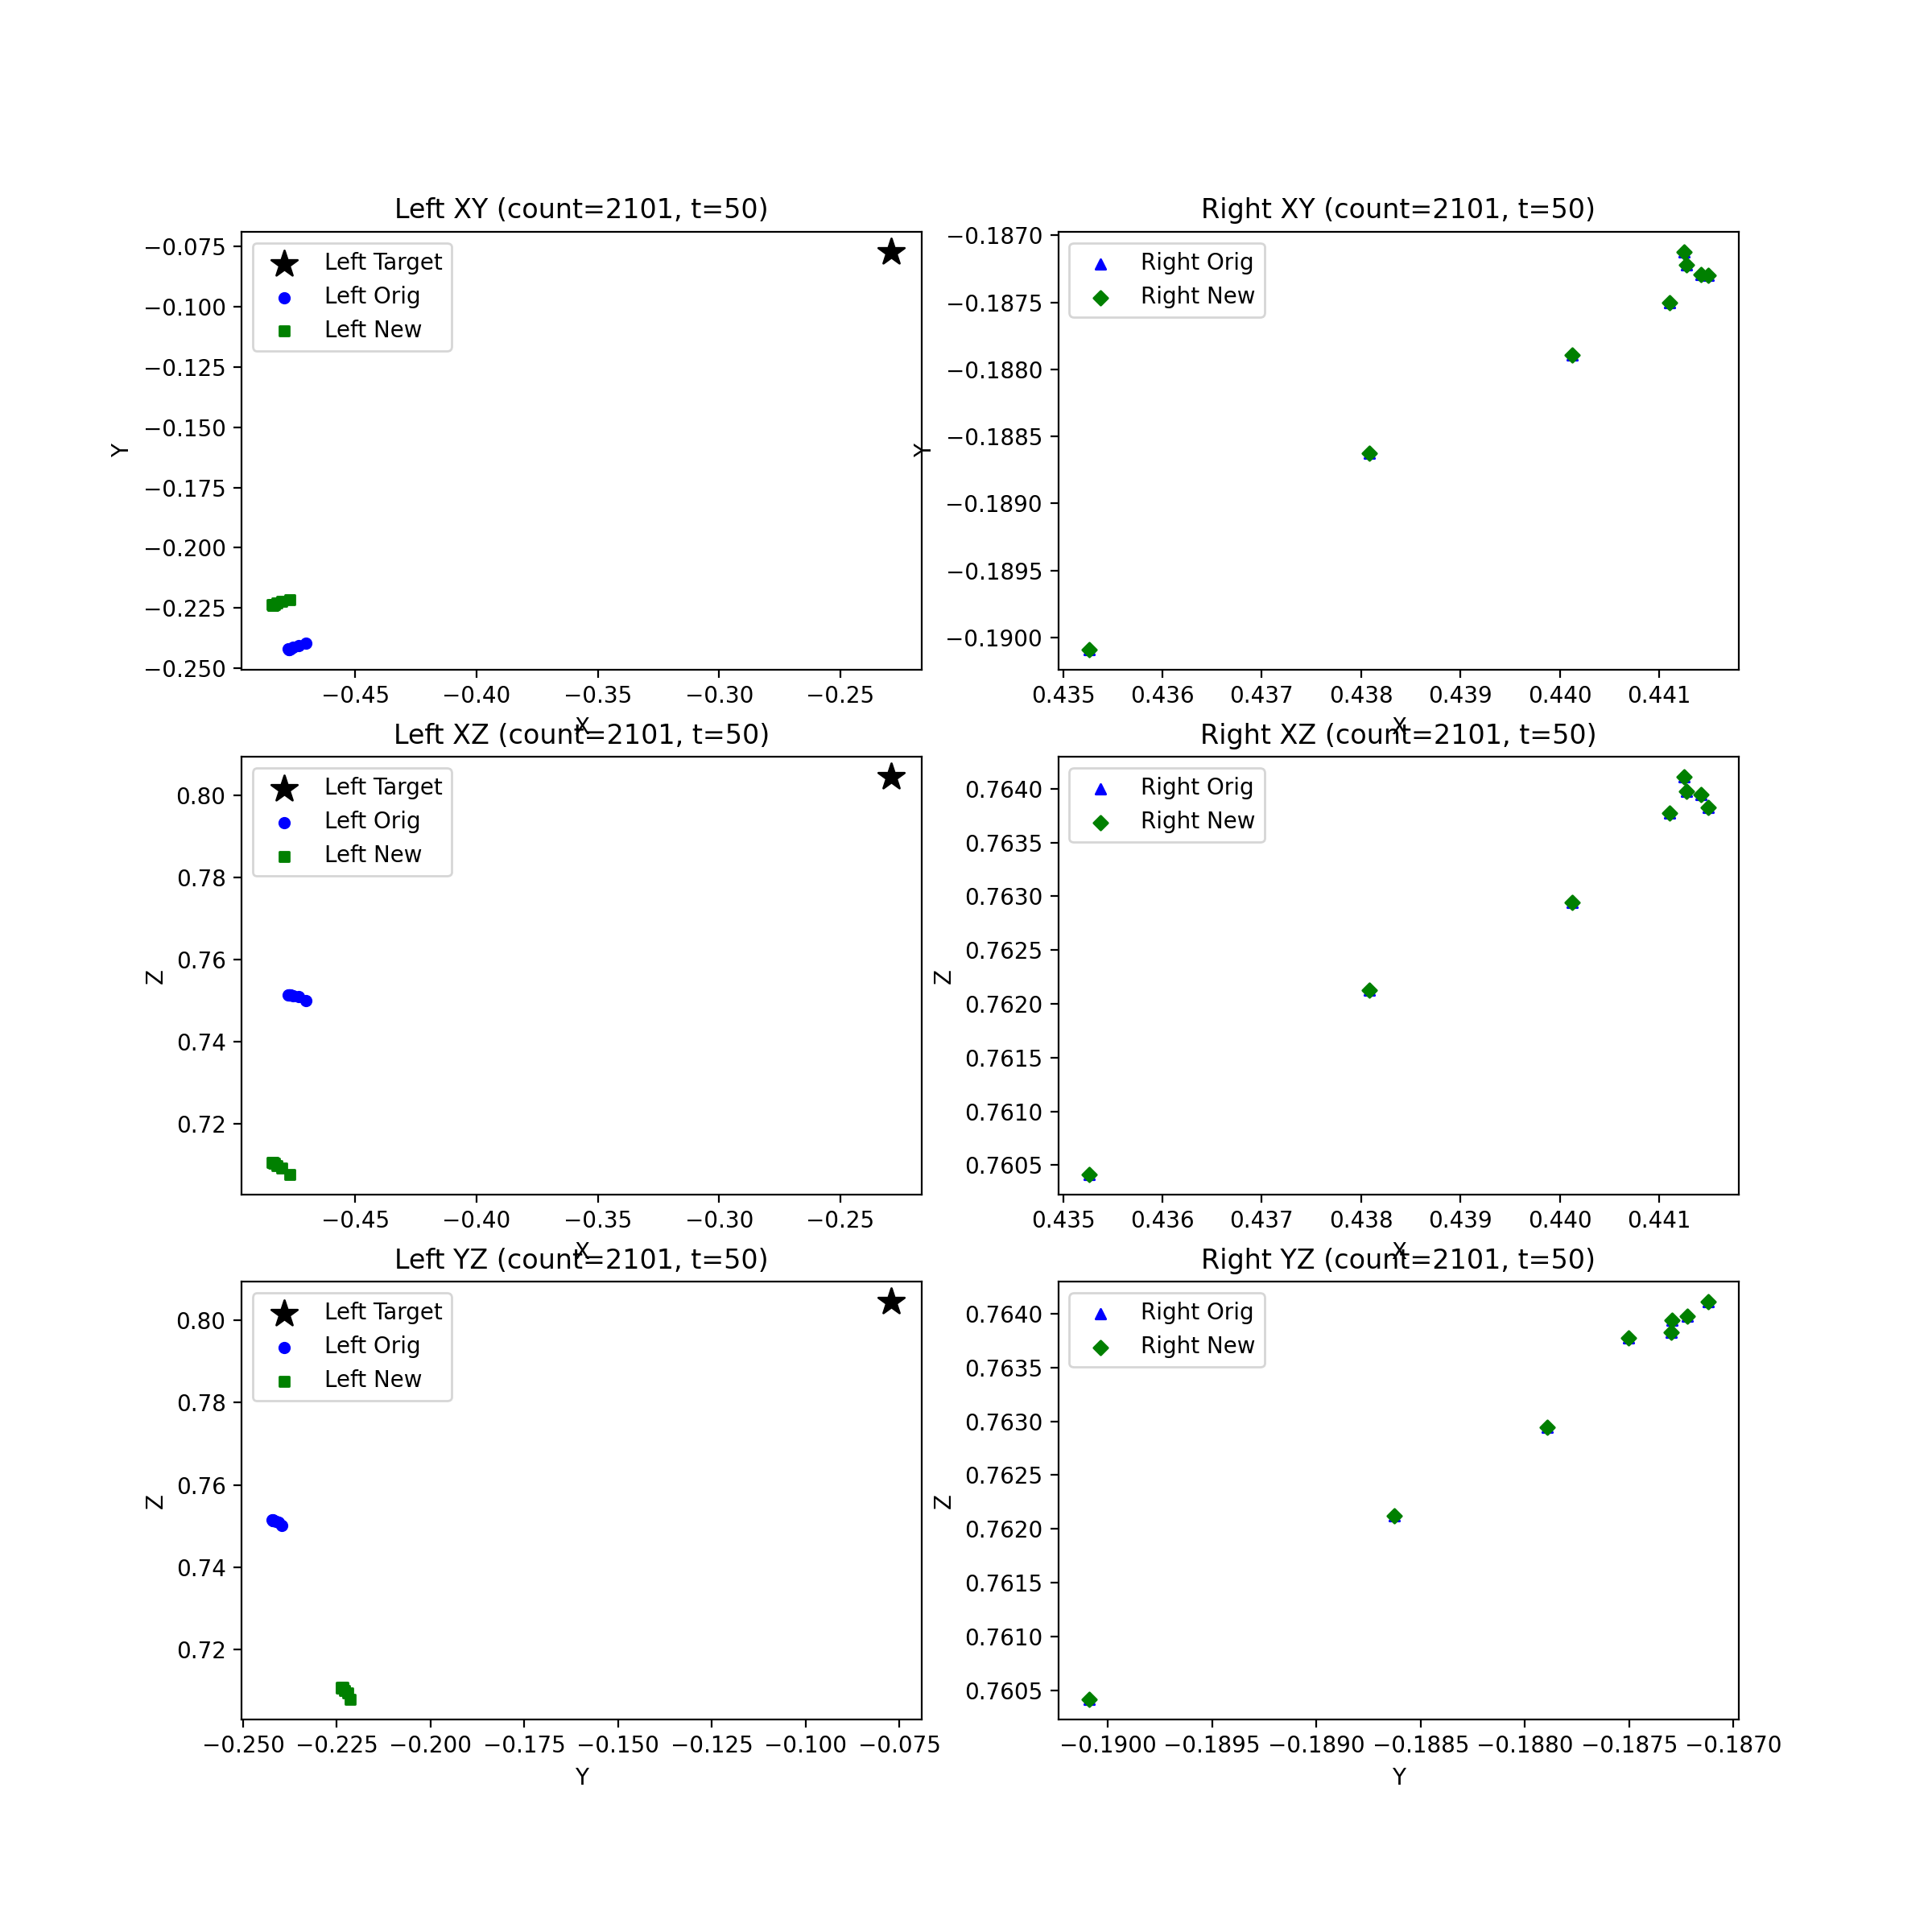 Left XY (count=2101, t=50)
Left Target
Left Orig
Left New
−0.075
−0.100
−0.125
−0.150
−0.175
−0.200
−0.225
−0.250
Y
−0.45
−0.40
−0.35
−0.30
−0.25
X
Right XY (count=2101, t=50)
Right Orig
Right New
−0.1870
−0.1875
−0.1880
−0.1885
−0.1890
−0.1895
−0.1900
Y
0.435
0.436
0.437
0.438
0.439
0.440
0.441
X
Left XZ (count=2101, t=50)
Left Target
Left Orig
Left New
0.80
0.78
0.76
0.74
0.72
Z
−0.45
−0.40
−0.35
−0.30
−0.25
X
Right XZ (count=2101, t=50)
Right Orig
Right New
0.7640
0.7635
0.7630
0.7625
0.7620
0.7615
0.7610
0.7605
Z
0.435
0.436
0.437
0.438
0.439
0.440
0.441
X
Left YZ (count=2101, t=50)
Left Target
Left Orig
Left New
0.80
0.78
0.76
0.74
0.72
Z
−0.250
−0.225
−0.200
−0.175
−0.150
−0.125
−0.100
−0.075
Y
Right YZ (count=2101, t=50)
Right Orig
Right New
0.7640
0.7635
0.7630
0.7625
0.7620
0.7615
0.7610
0.7605
Z
−0.1900
−0.1895
−0.1890
−0.1885
−0.1880
−0.1875
−0.1870
Y